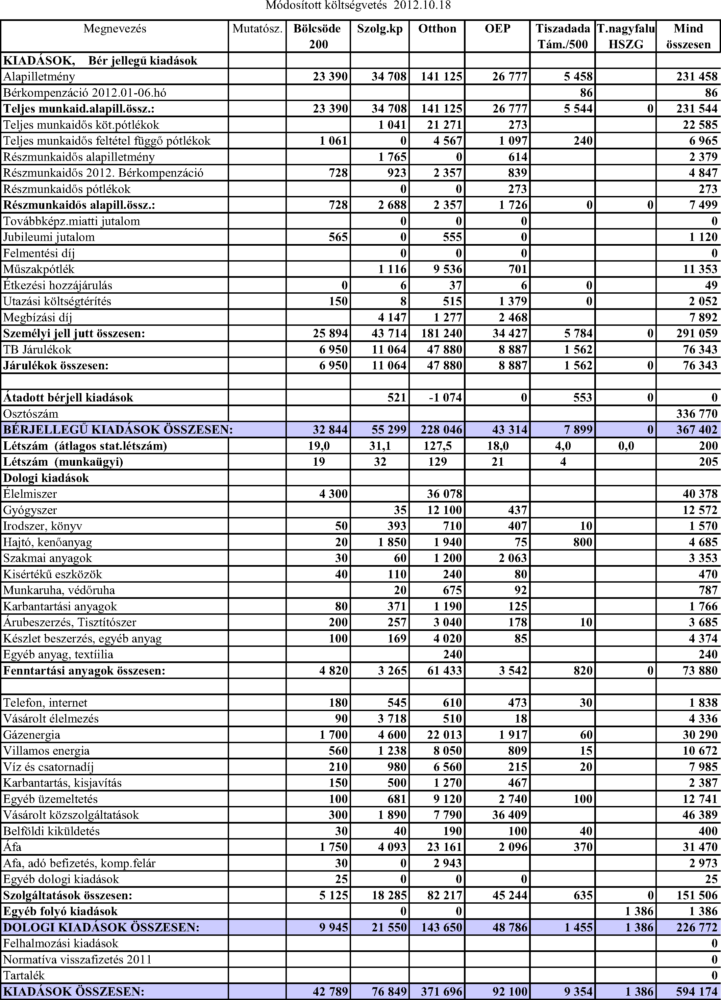 Módosított költségvetés 2012.10.18
Megnevezés Mutatósz. Bölcsöde Szolg.kp Otthon OEP Tiszadada T.nagyfalu Mind
200 Tám./500 HSZG összesen
KIADÁSOK, Bér jellegű kiadások
Alapilletmény 23 390 34 708 141 125 26 777 5 458 231 458
Bérkompenzáció 2012.01-06.hó 86 86
Teljes munkaid.alapill.össz.: 23 390 34 708 141 125 26 777 5 544 0 231 544
Teljes munkaidős köt.pótlékok 1 041 21 271 273 22 585
Teljes munkaidős feltétel függő pótlékok 1 061 0 4 567 1 097 240 6 965
Részmunkaidős alapilletmény 1 765 0 614 2 379
Részmunkaidős 2012. Bérkompenzáció 728 923 2 357 839 4 847
Részmunkaidős pótlékok 0 0 273 273
Részmunkaidős alapill.össz.: 728 2 688 2 357 1 726 0 0 7 499
Továbbképz.miatti jutalom 0 0 0 0
Jubileumi jutalom 565 0 555 0 1 120
Felmentési díj 0 0 0 0
Műszakpótlék 1 116 9 536 701 11 353
Étkezési hozzájárulás 0 6 37 6 0 49
Utazási költségtérítés 150 8 515 1 379 0 2 052
Megbízási díj 4 147 1 277 2 468 7 892
Személyi jell jutt összesen: 25 894 43 714 181 240 34 427 5 784 0 291 059
TB Járulékok 6 950 11 064 47 880 8 887 1 562 76 343
Járulékok összesen: 6 950 11 064 47 880 8 887 1 562 0 76 343
Átadott bérjell kiadások 521 -1 074 0 553 0 0
Osztószám 336 770
BÉRJELLEGŰ KIADÁSOK ÖSSZESEN: 32 844 55 299 228 046 43 314 7 899 0 367 402
Létszám (átlagos stat.létszám) 19,0 31,1 127,5 18,0 4,0 0,0 200
Létszám (munkaügyi) 19 32 129 21 4 205
Dologi kiadások
Élelmiszer 4 300 36 078 40 378
Gyógyszer 35 12 100 437 12 572
Irodszer, könyv 50 393 710 407 10 1 570
Hajtó, kenőanyag 20 1 850 1 940 75 800 4 685
Szakmai anyagok 30 60 1 200 2 063 3 353
Kisértékű eszközök 40 110 240 80 470
Munkaruha, védőruha 20 675 92 787
Karbantartási anyagok 80 371 1 190 125 1 766
Árubeszerzés, Tisztítószer 200 257 3 040 178 10 3 685
Készlet beszerzés, egyéb anyag 100 169 4 020 85 4 374
Egyéb anyag, textíilia 240 240
Fenntartási anyagok összesen: 4 820 3 265 61 433 3 542 820 0 73 880
Telefon, internet 180 545 610 473 30 1 838
Vásárolt élelmezés 90 3 718 510 18 4 336
Gázenergia 1 700 4 600 22 013 1 917 60 30 290
Villamos energia 560 1 238 8 050 809 15 10 672
Víz és csatornadíj 210 980 6 560 215 20 7 985
Karbantartás, kisjavítás 150 500 1 270 467 2 387
Egyéb üzemeltetés 100 681 9 120 2 740 100 12 741
Vásárolt közszolgáltatások 300 1 890 7 790 36 409 46 389
Belföldi kiküldetés 30 40 190 100 40 400
Áfa 1 750 4 093 23 161 2 096 370 31 470
Afa, adó befizetés, komp.felár 30 0 2 943 2 973
Egyéb dologi kiadások 25 0 0 0 25
Szolgáltatások összesen: 5 125 18 285 82 217 45 244 635 0 151 506
Egyéb folyó kiadások 0 0 1 386 1 386
DOLOGI KIADÁSOK ÖSSZESEN: 9 945 21 550 143 650 48 786 1 455 1 386 226 772
Felhalmozási kiadások 0
Normatíva visszafizetés 2011 0
Tartalék 0
KIADÁSOK ÖSSZESEN: 42 789 76 849 371 696 92 100 9 354 1 386 594 174